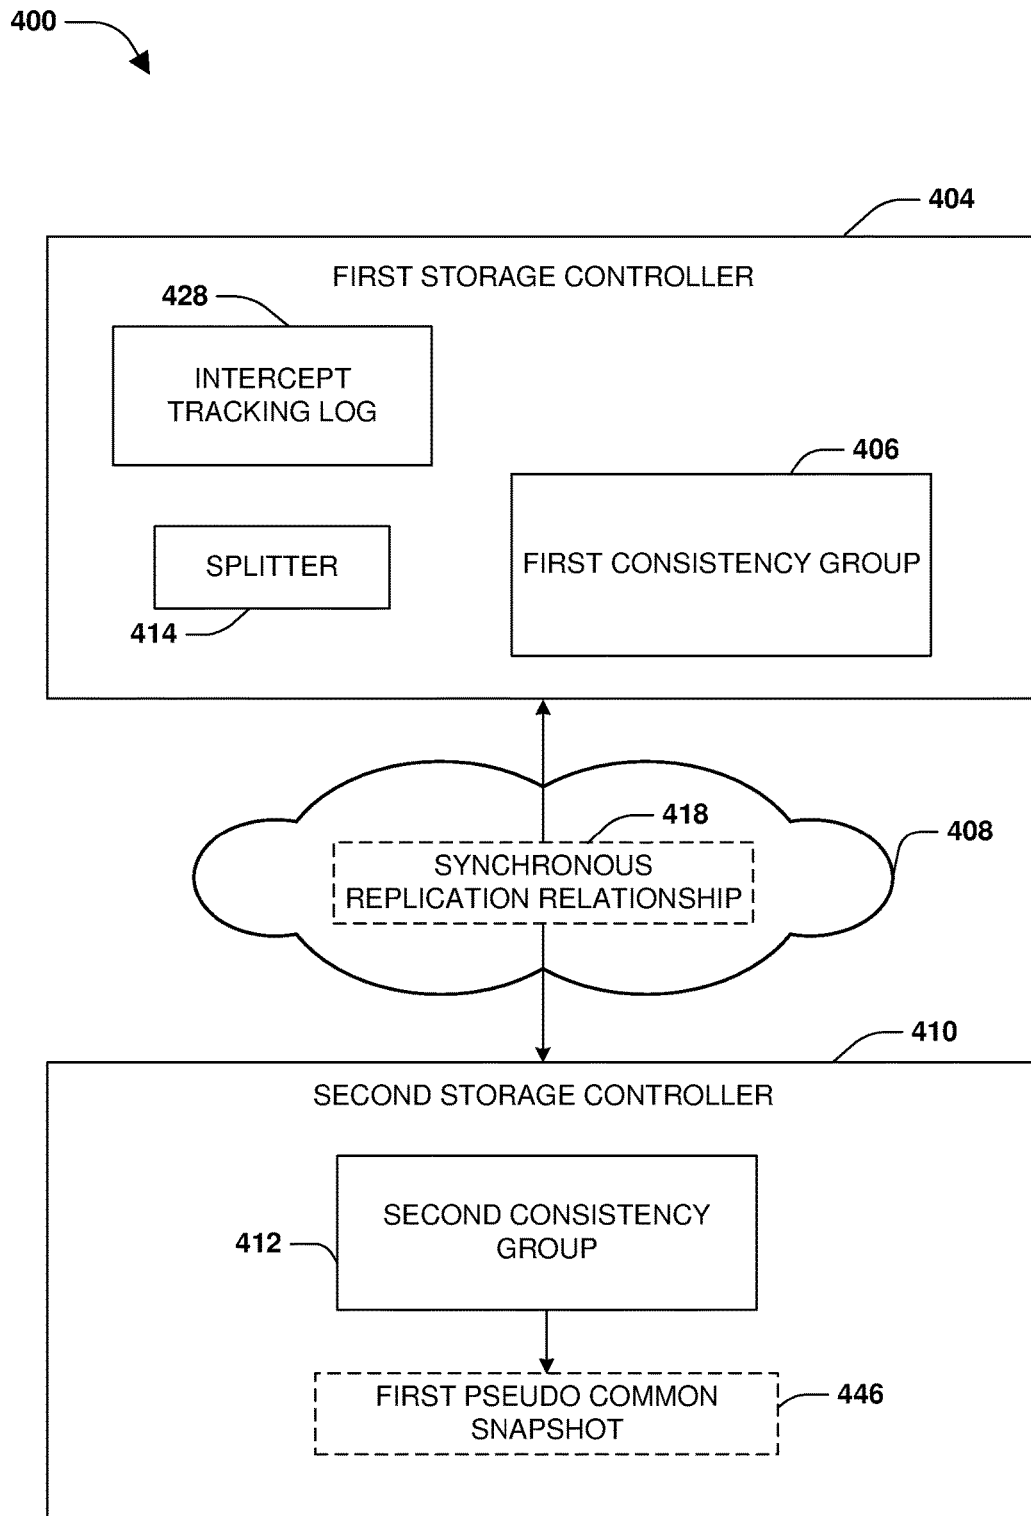 400
404
FIRST STORAGE CONTROLLER
428
INTERCEPT
TRACKING LOG
406
FIRST CONSISTENCY GROUP
SPLITTER
414
418
SYNCHRONOUS
REPLICATION RELATIONSHIP
408
410
SECOND STORAGE CONTROLLER
SECOND CONSISTENCY
GROUP
412
FIRST PSEUDO COMMON
SNAPSHOT
446